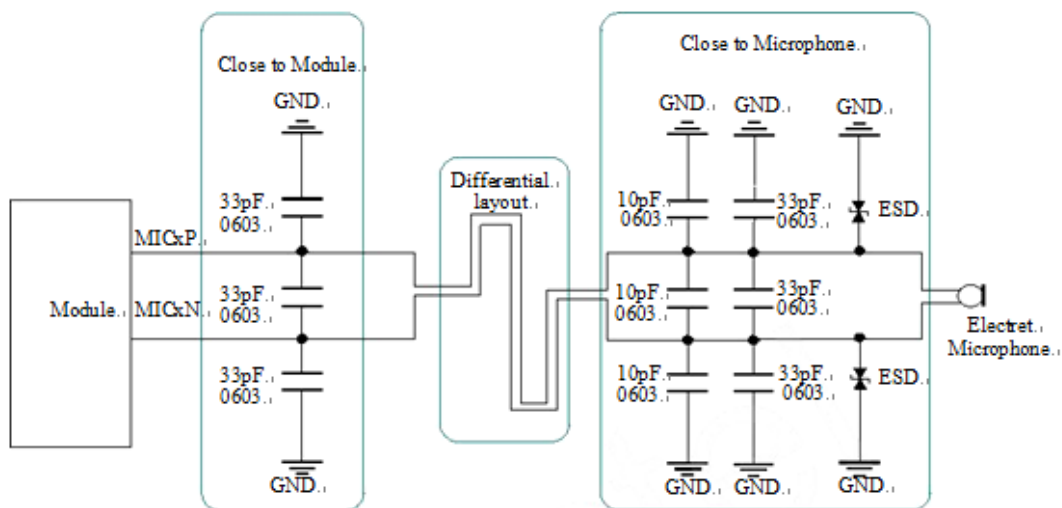 Close to Module.
GND.
33pF.
0603.
MICxP.
33pF.
0603.
Module.
MICxN.
33pF.
0603.
GND.
Differential.
layout.
Close to Microphone.
GND.
GND.
GND.
10pF.
0603.
33pF.
0603.
ESD.
10pF.
0603.
33pF.
0603.
Electret.
Microphone.
10pF.
0603.
33pF.
0603.
ESD.
GND.
GND.
GND.